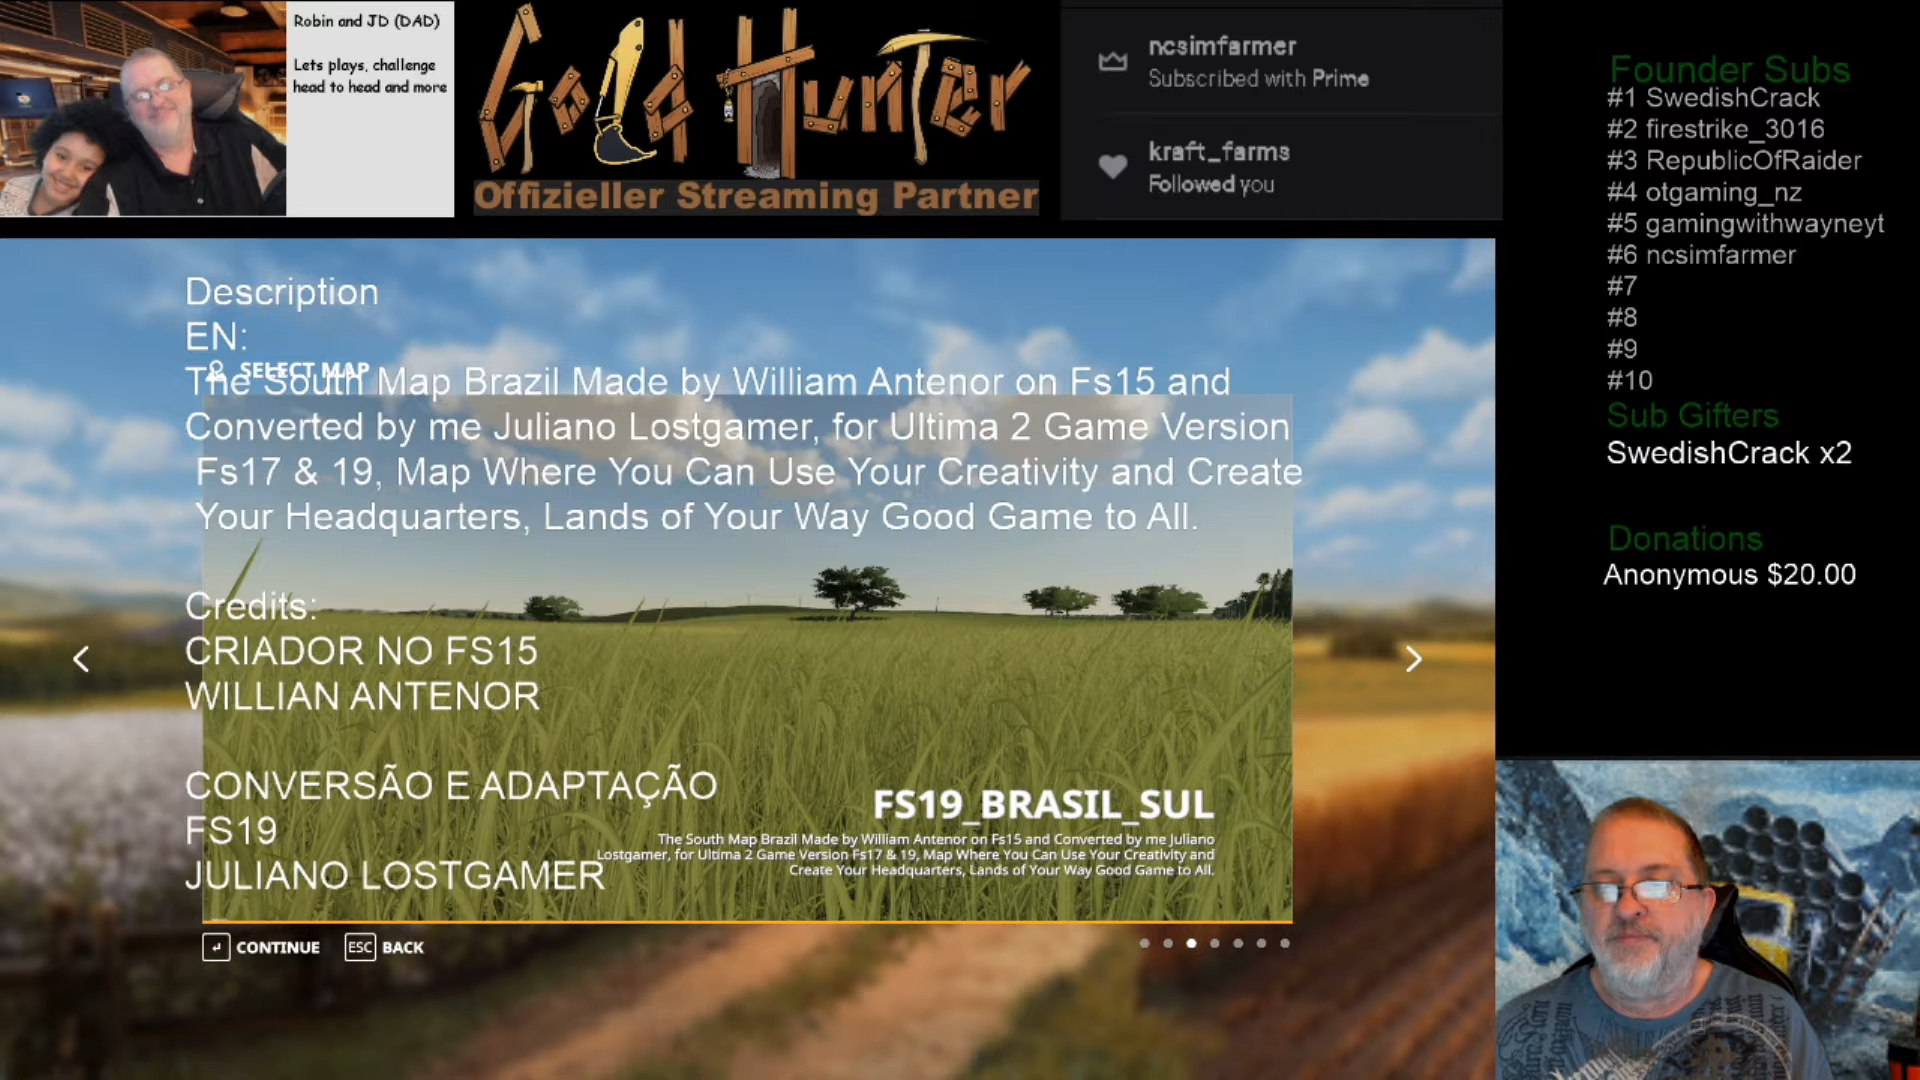 Robin and JD (DAD)
Lets plays, challenge
head to head and more
Gold Hunter
Offizieller Streaming Partner
ncsimfarmer
Subscribed with Prime
kraft_farms
Followed you
Founder Subs
#1 SwedishCrack
#2 firestrike_3016
#3 RepublicOfRaider
#4 otgaming_nz
#5 gamingwithwayneyt
#6 ncsimfarmer
#7
#8
#9
#10
Sub Gifters
SwedishCrack x2
Donations
Anonymous $20.00
Description
EN:
SELECT MAP
The South Map Brazil Made by William Antenor on Fs15 and
Converted by me Juliano Lostgamer, for Ultima 2 Game Version
Fs17 & 19, Map Where You Can Use Your Creativity and Create
Your Headquarters, Lands of Your Way Good Game to All.
Credits:
CRIADOR NO FS15
WILLIAN ANTENOR
CONVERSÃO E ADAPTAÇÃO
FS19
JULIANO LOSTGAMER
FS19_BRASIL_SUL
The South Map Brazil Made by William Antenor on Fs15 and Converted by me Juliano
Lostgamer, for Ultima 2 Game Version Fs17 & 19, Map Where You Can Use Your Creativity and
Create Your Headquarters, Lands of Your Way Good Game to All.
CONTINUE
ESC BACK